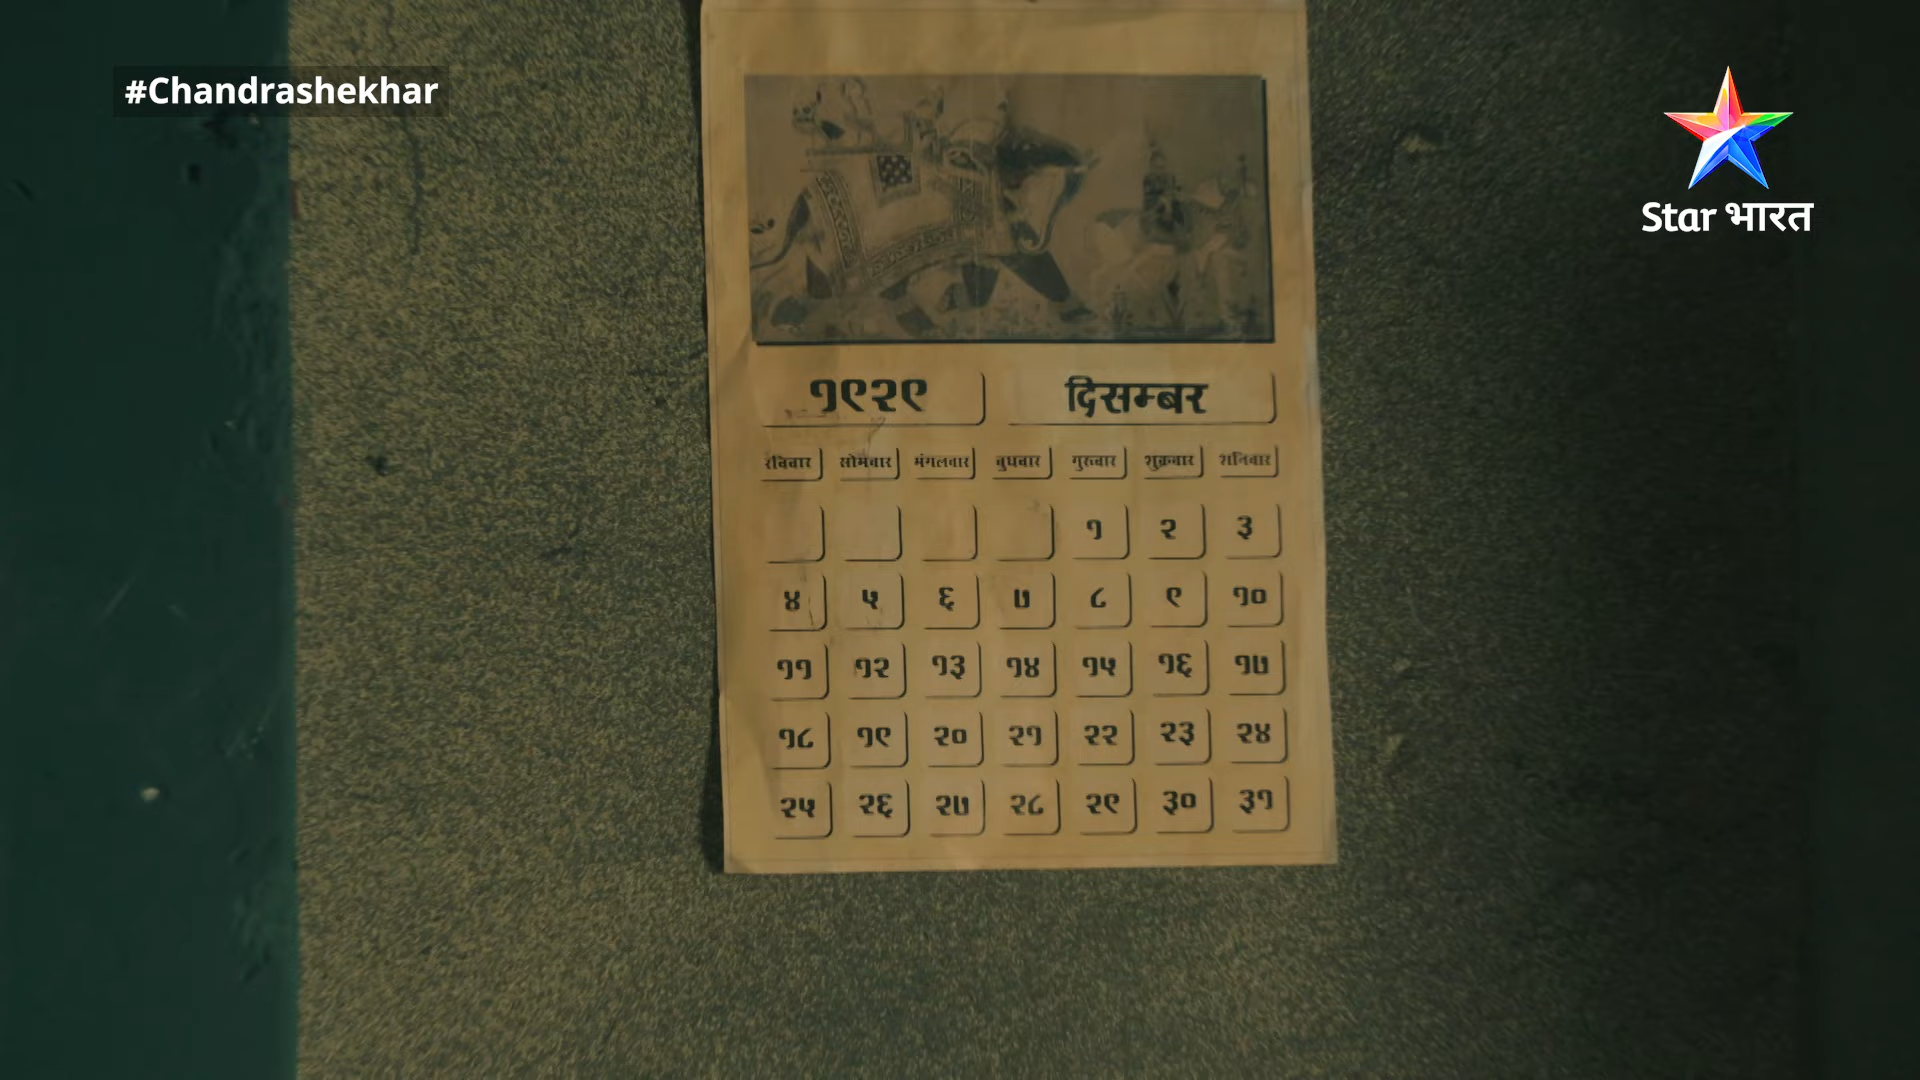 #Chandrashekhar
Star भारत
१९२९ दिसम्बर
रविवार सोमवार मंगलवार बुधवार गुरूवार शुक्रवार शनिवार
१ २ ३
४ ५ ६ ७ ८ ९ १०
११ १२ १३ १४ १५ १६ १७
१८ १९ २० २१ २२ २३ २४
२५ २६ २७ २८ २९ ३० ३१